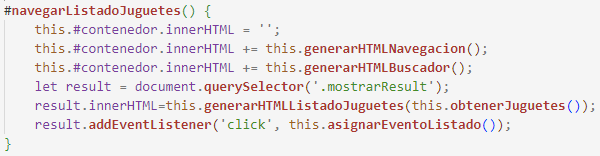 #navegarListadoJuguetes() {
this.#contenedor.innerHTML = '';
this.#contenedor.innerHTML += this.generarHTMLNavegacion();
this.#contenedor.innerHTML += this.generarHTMLBuscador();
let result = document.querySelector('.mostrarResult');
result.innerHTML=this.generarHTMLListadoJuguetes(this.obtenerJuguetes());
result.addEventListener('click', this.asignarEventoListado());
}